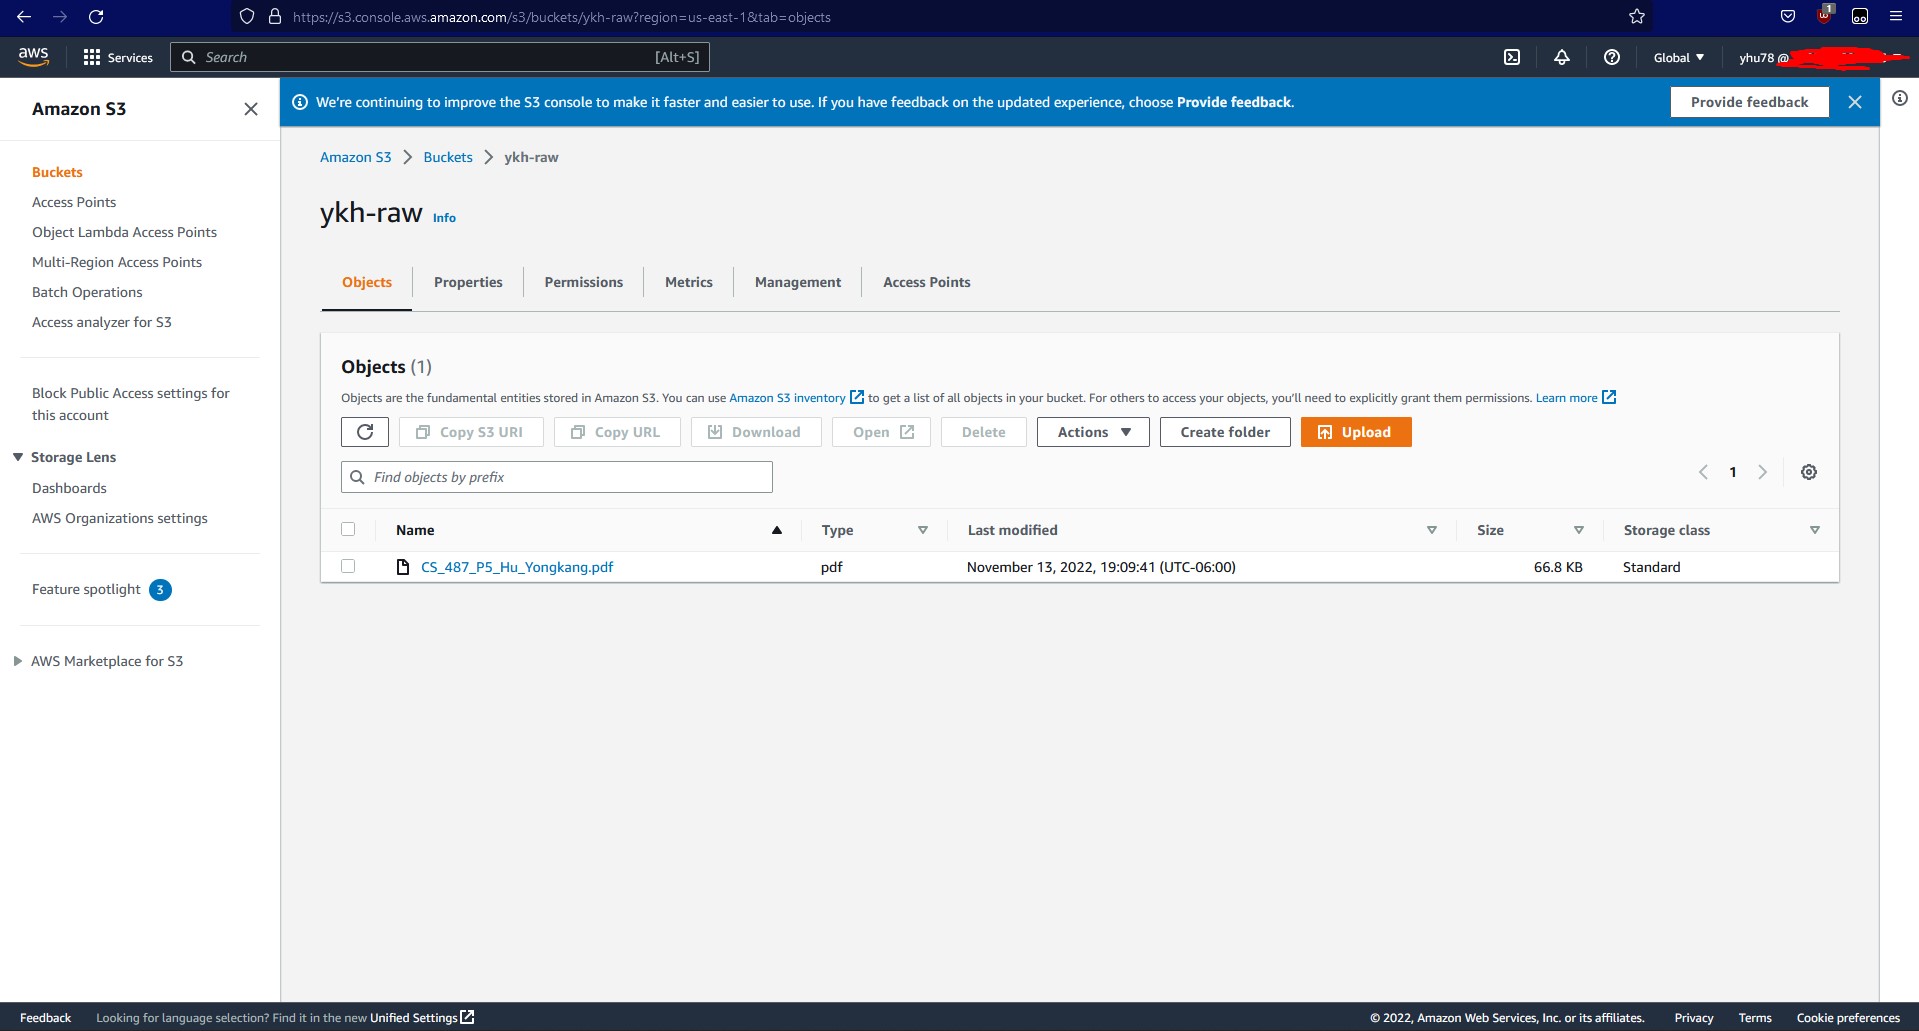 https://s3.console.aws.amazon.com/s3/buckets/ykh-raw?region=us-east-1&tab=objects
1
aws
Services
Search
[Alt+S]
Global
yhu78 @
Amazon S3
We're continuing to improve the S3 console to make it faster and easier to use. If you have feedback on the updated experience, choose Provide feedback.
Provide feedback
Buckets
Access Points
Object Lambda Access Points
Multi-Region Access Points
Batch Operations
Access analyzer for S3
Block Public Access settings for
this account
Storage Lens
Dashboards
AWS Organizations settings
Feature spotlight 3
AWS Marketplace for S3
Amazon S3 > Buckets > ykh-raw
ykh-raw Info
Objects
Properties
Permissions
Metrics
Management
Access Points
Objects (1)
Objects are the fundamental entities stored in Amazon S3. You can use Amazon S3 inventory to get a list of all objects in your bucket. For others to access your objects, you'll need to explicitly grant them permissions. Learn more
Copy S3 URI
Copy URL
Download
Open
Delete
Actions
Create folder
Upload
Find objects by prefix
1
Name
Type
Last modified
Size
Storage class
CS_487_P5_Hu_Yongkang.pdf
pdf
November 13, 2022, 19:09:41 (UTC-06:00)
66.8 KB
Standard
Feedback
Looking for language selection? Find it in the new Unified Settings
© 2022, Amazon Web Services, Inc. or its affiliates.
Privacy
Terms
Cookie preferences